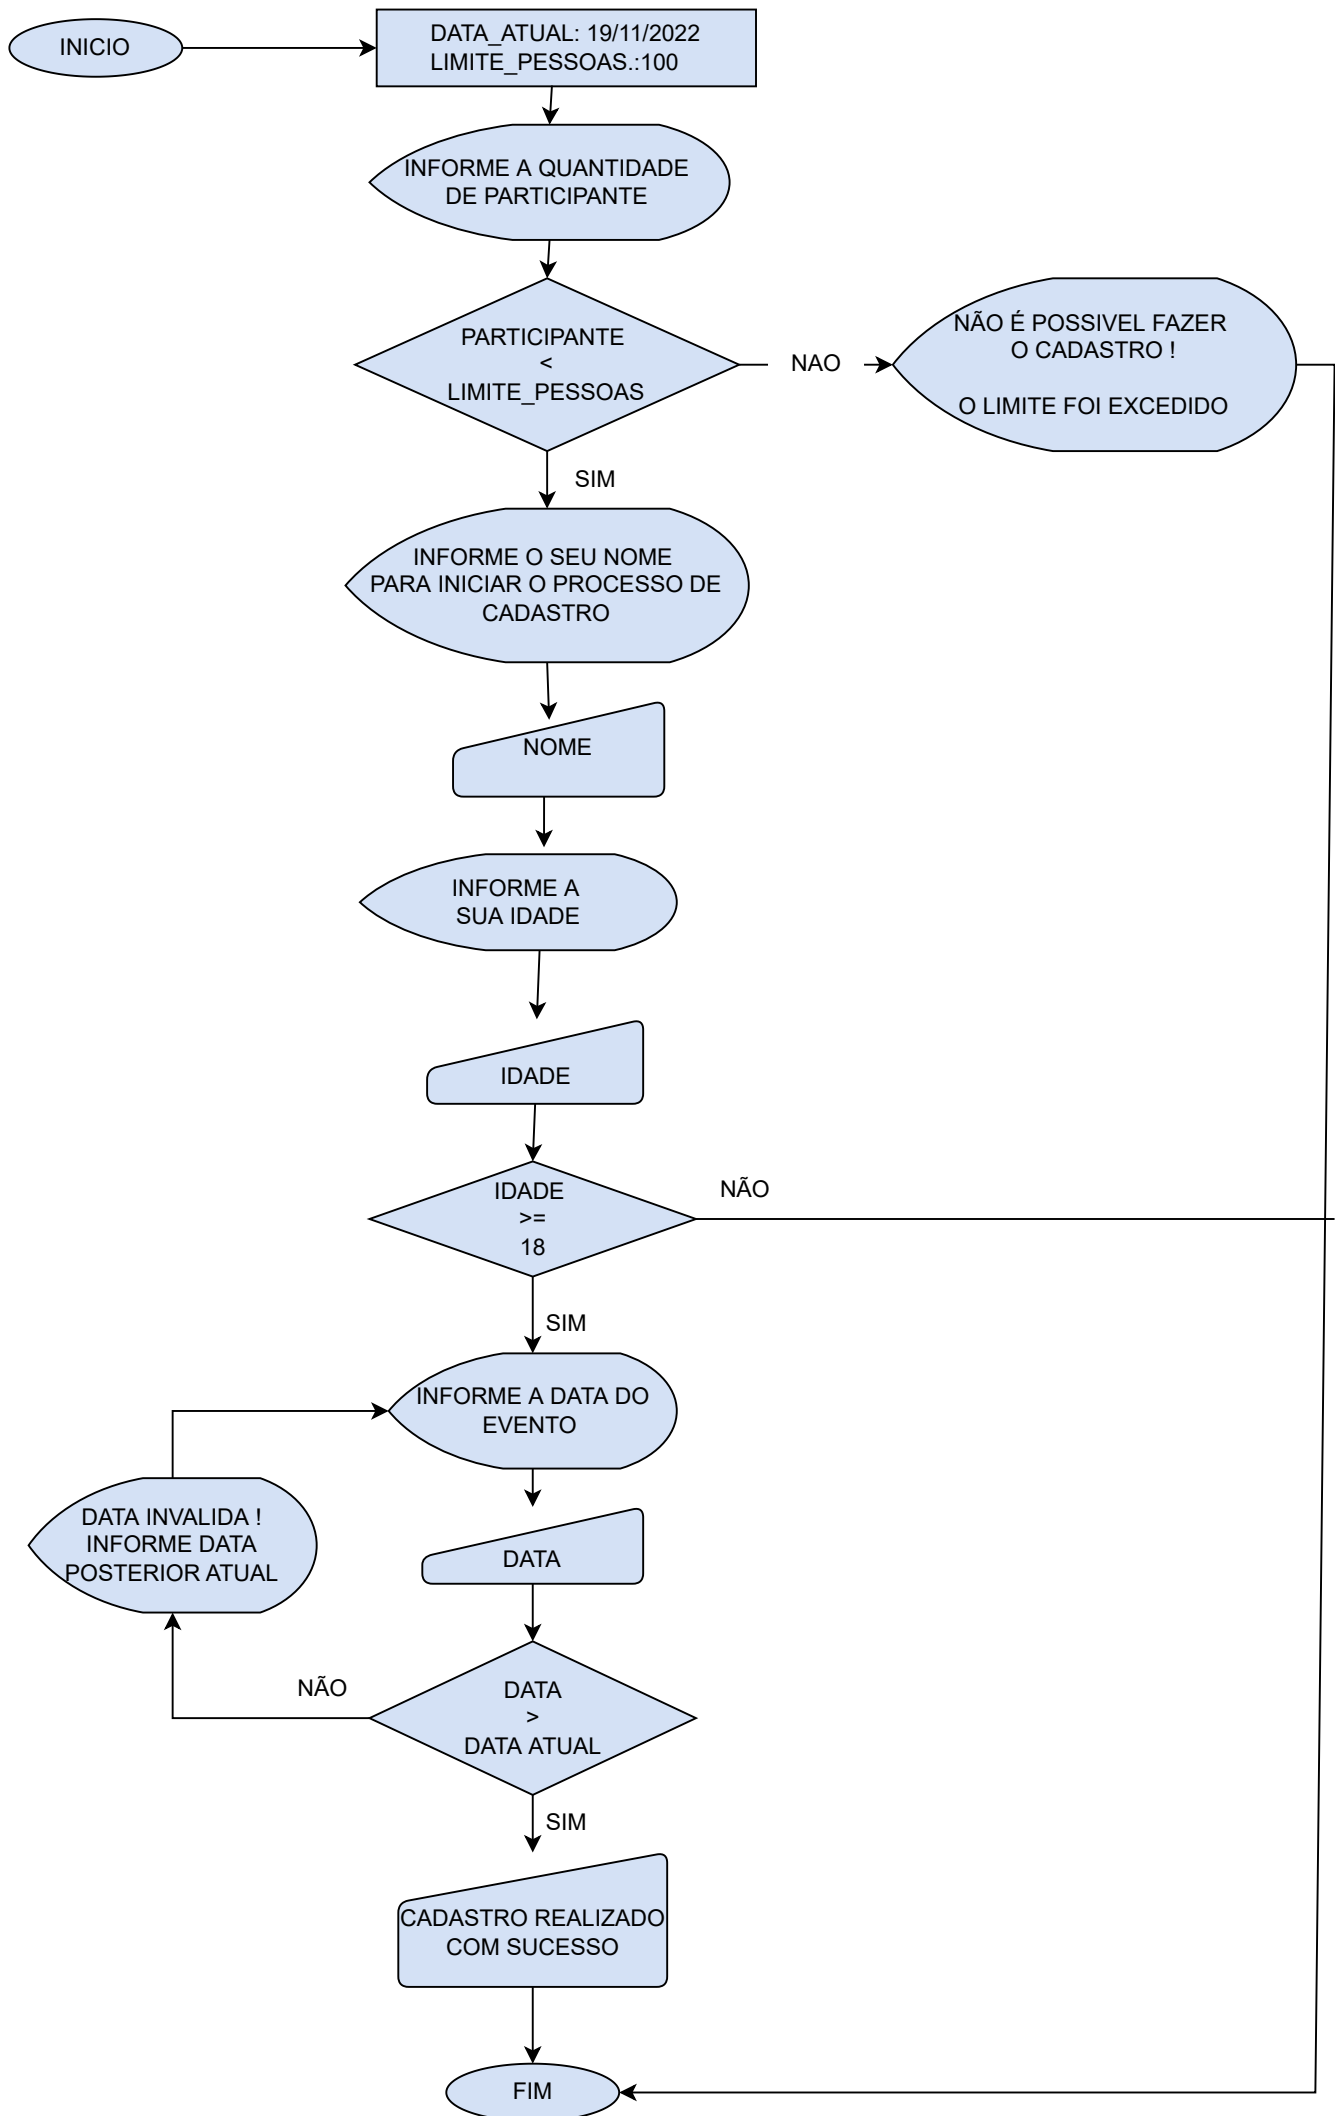 INICIO
DATA_ATUAL: 19/11/2022
LIMITE_PESSOAS.:100
INFORME A QUANTIDADE
DE PARTICIPANTE
PARTICIPANTE
<
LIMITE_PESSOAS
NAO
NÃO É POSSIVEL FAZER
O CADASTRO !
O LIMITE FOI EXCEDIDO
SIM
INFORME O SEU NOME
PARA INICIAR O PROCESSO DE
CADASTRO
NOME
INFORME A
SUA IDADE
IDADE
IDADE
>=
18
NÃO
SIM
INFORME A DATA DO
EVENTO
DATA INVALIDA !
INFORME DATA
POSTERIOR ATUAL
DATA
NÃO
DATA
>
DATA ATUAL
SIM
CADASTRO REALIZADO
COM SUCESSO
FIM